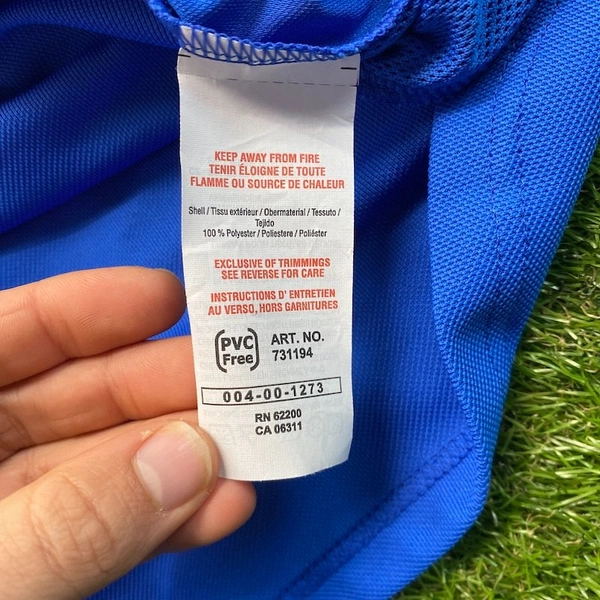 KEEP AWAY FROM FIRE
TENIR ÉLOIGNE DE TOUTE
FLAMME OU SOURCE DE CHALEUR
Shell / Tissu extérieur / Obermaterial / Tessuto /
Tejido
100 % Polyester / Poliestere / Poliéster
EXCLUSIVE OF TRIMMINGS
SEE REVERSE FOR CARE
INSTRUCTIONS D' ENTRETIEN
AU VERSO, HORS GARNITURES
PVC
Free
ART. NO.
731194
004-00-1273
RN 62200
CA 06311